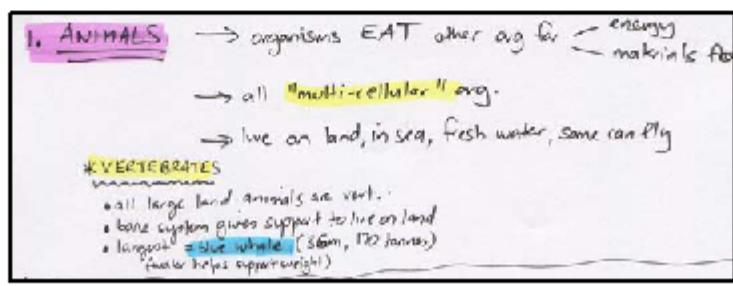 1. ANIMALS → organisms EAT other org for energy
materials
→ all "multi-cellular" org.
→ live on land, in sea, fresh water, some can fly
* VERTEBRATES
• all large land animals are vert.
• bone system gives support to live on land
• largest = blue whale (36m, 170 tonnes)
(water helps support weight)